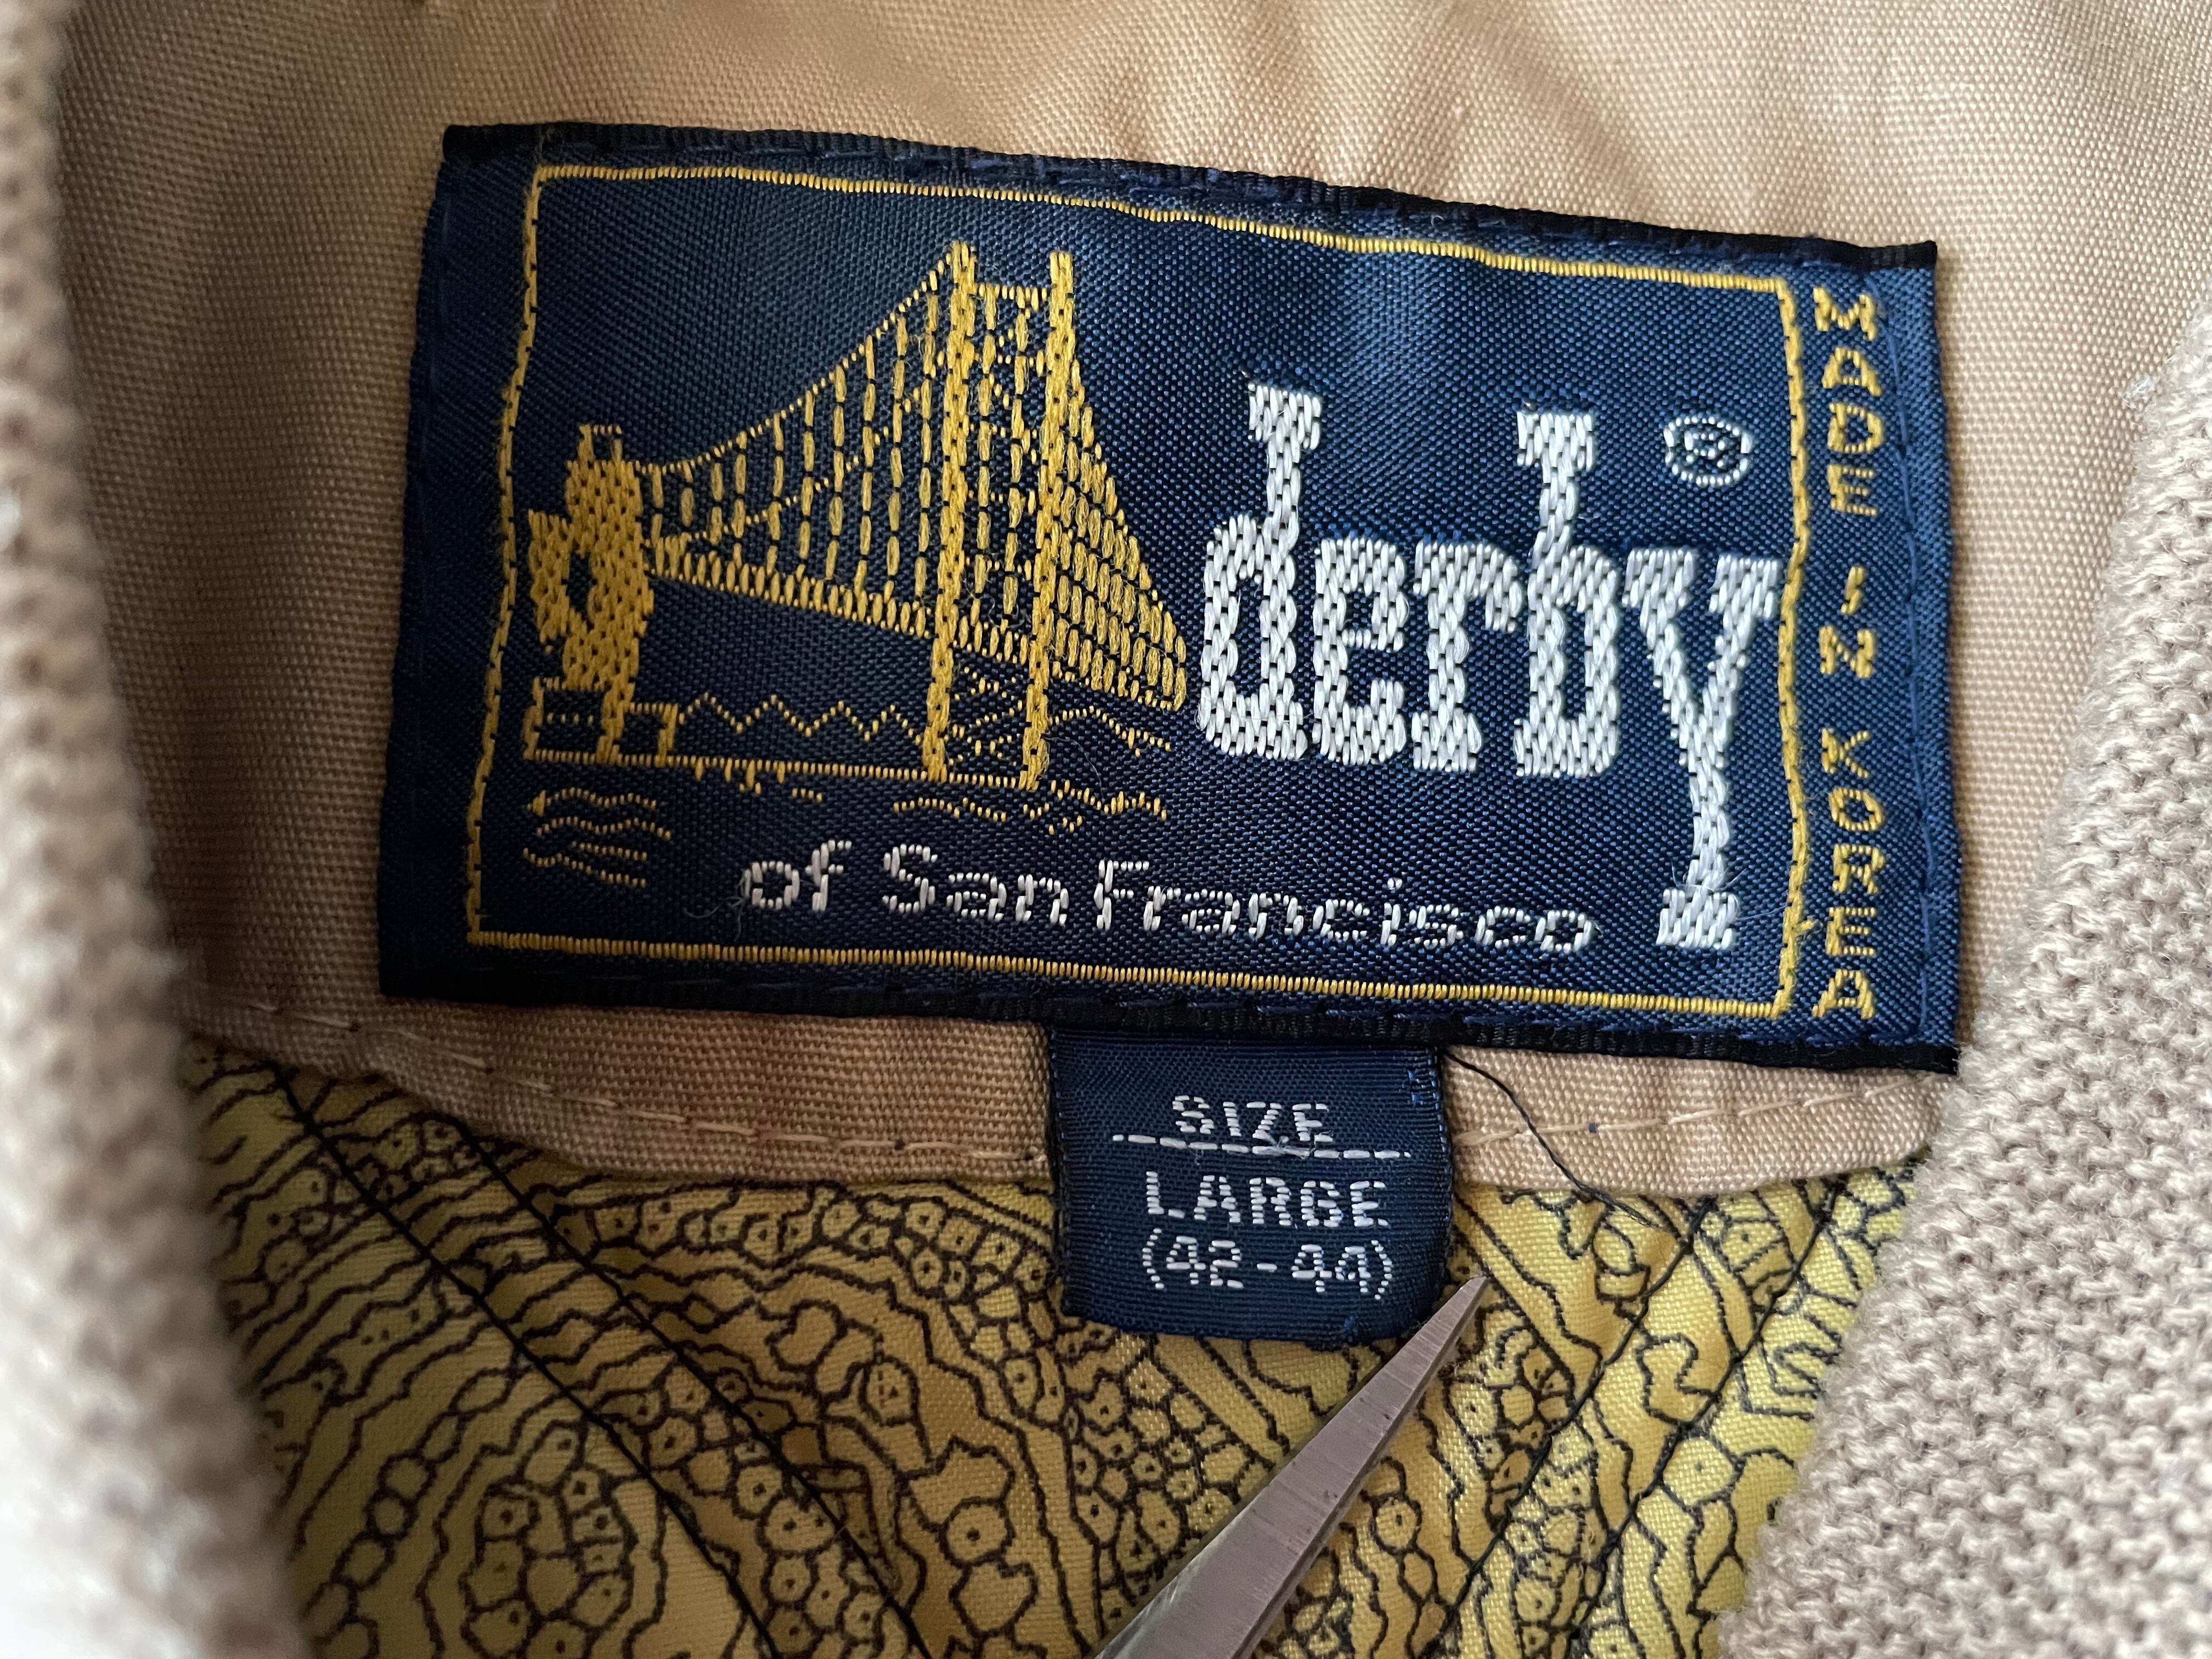 derby ®
of San Francisco
MADE IN KOREA
SIZE
LARGE
(42-44)